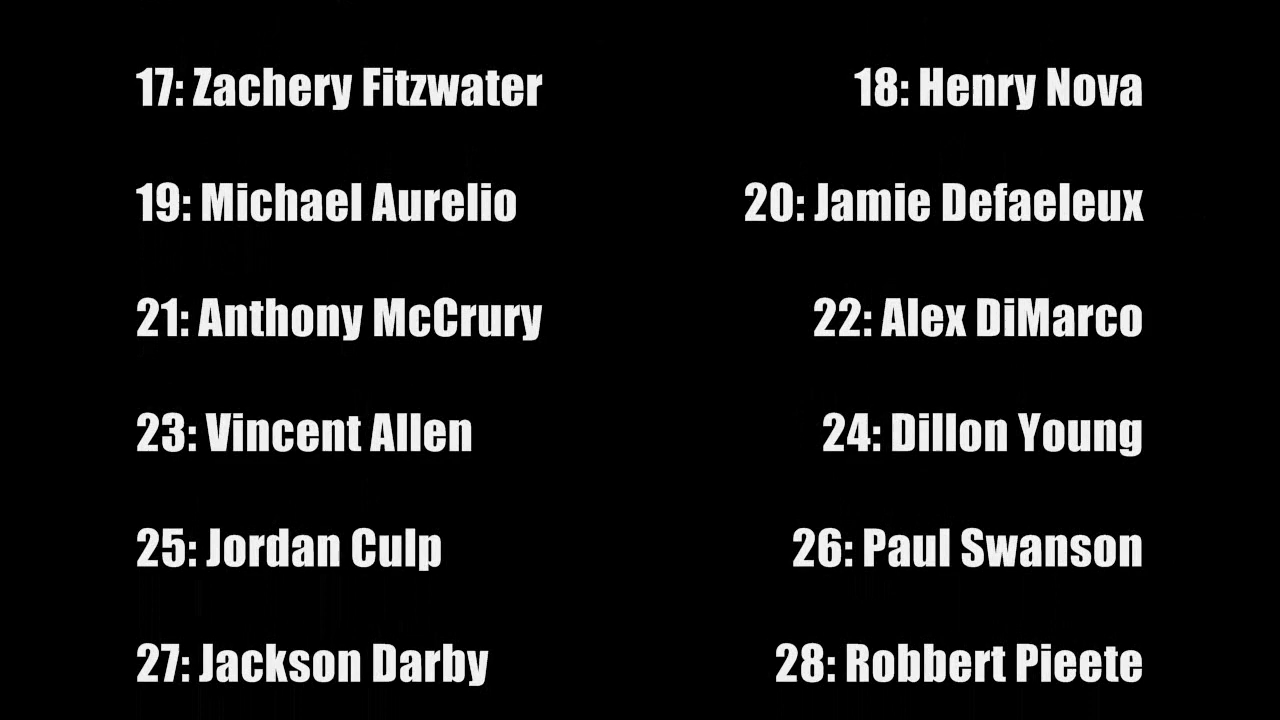 17: Zachery Fitzwater
18: Henry Nova
19: Michael Aurelio
20: Jamie Defaeleux
21: Anthony McCrury
22: Alex DiMarco
23: Vincent Allen
24: Dillon Young
25: Jordan Culp
26: Paul Swanson
27: Jackson Darby
28: Robbert Pieete